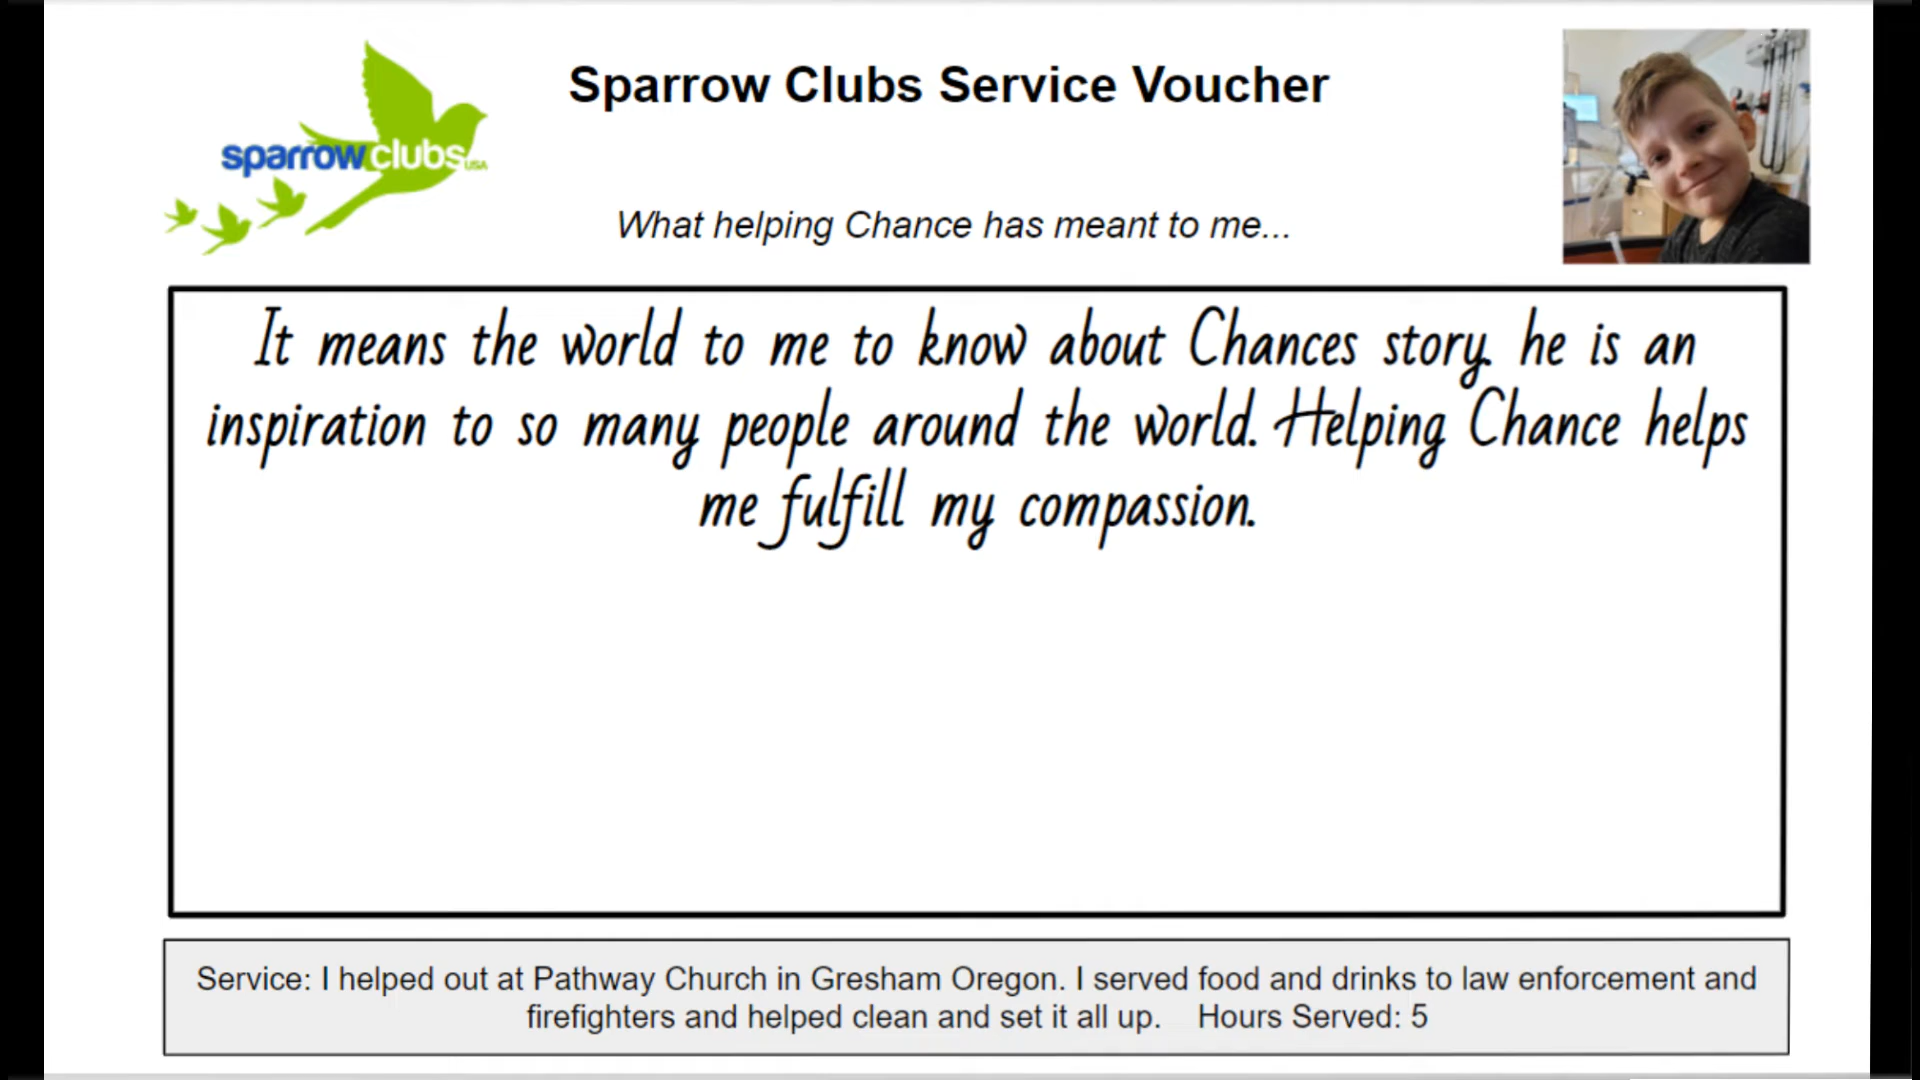 Sparrow Clubs Service Voucher
sparrow clubs USA
What helping Chance has meant to me...
It means the world to me to know about Chances story. he is an
inspiration to so many people around the world. Helping Chance helps
me fulfill my compassion.
Service: I helped out at Pathway Church in Gresham Oregon. I served food and drinks to law enforcement and
firefighters and helped clean and set it all up. Hours Served: 5